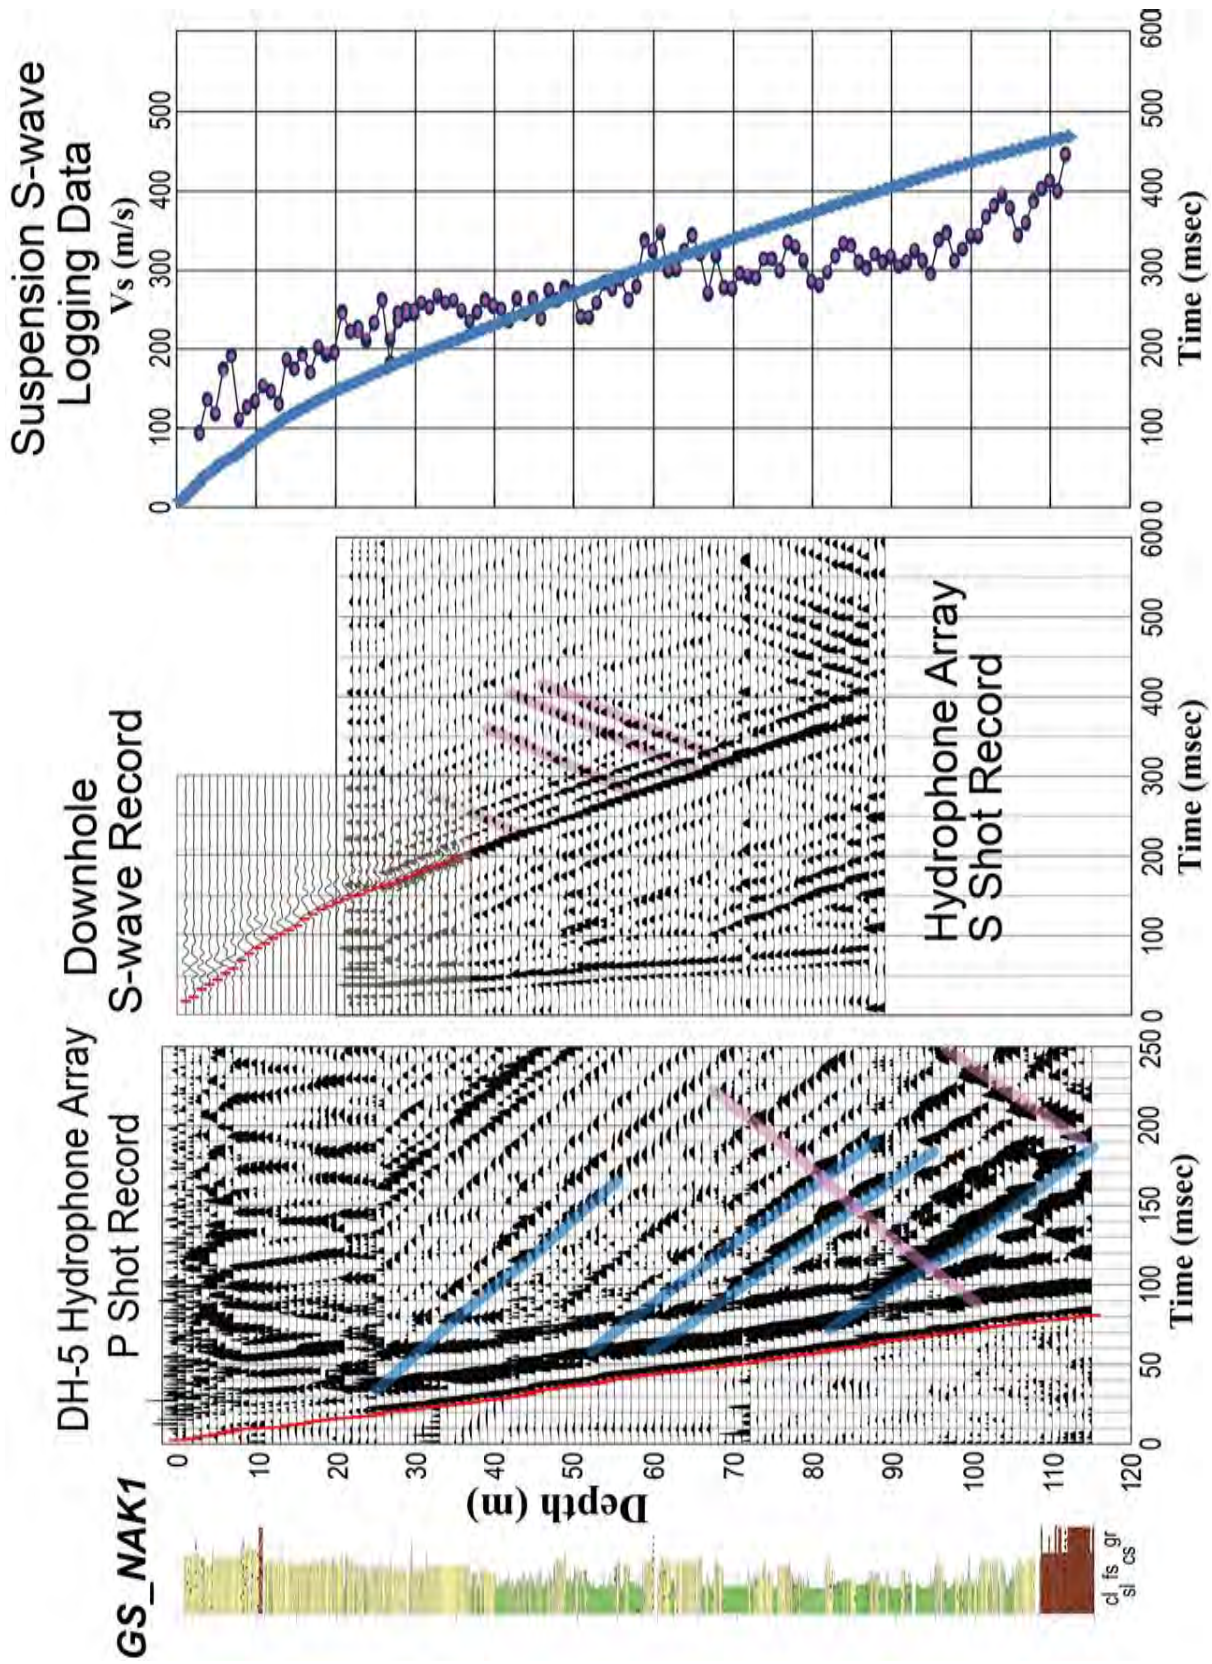 GS_NAK1
cl fs gr
sl cs
Depth (m)
0 10 20 30 40 50 60 70 80 90 100 110 120
DH-5 Hydrophone Array
P Shot Record
0 50 100 150 200 250
Time (msec)
Downhole
S-wave Record
Hydrophone Array
S Shot Record
0 100 200 300 400 500 600
Time (msec)
Suspension S-wave
Logging Data
Vs (m/s)
0 100 200 300 400 500
0 100 200 300 400 500 600
Time (msec)